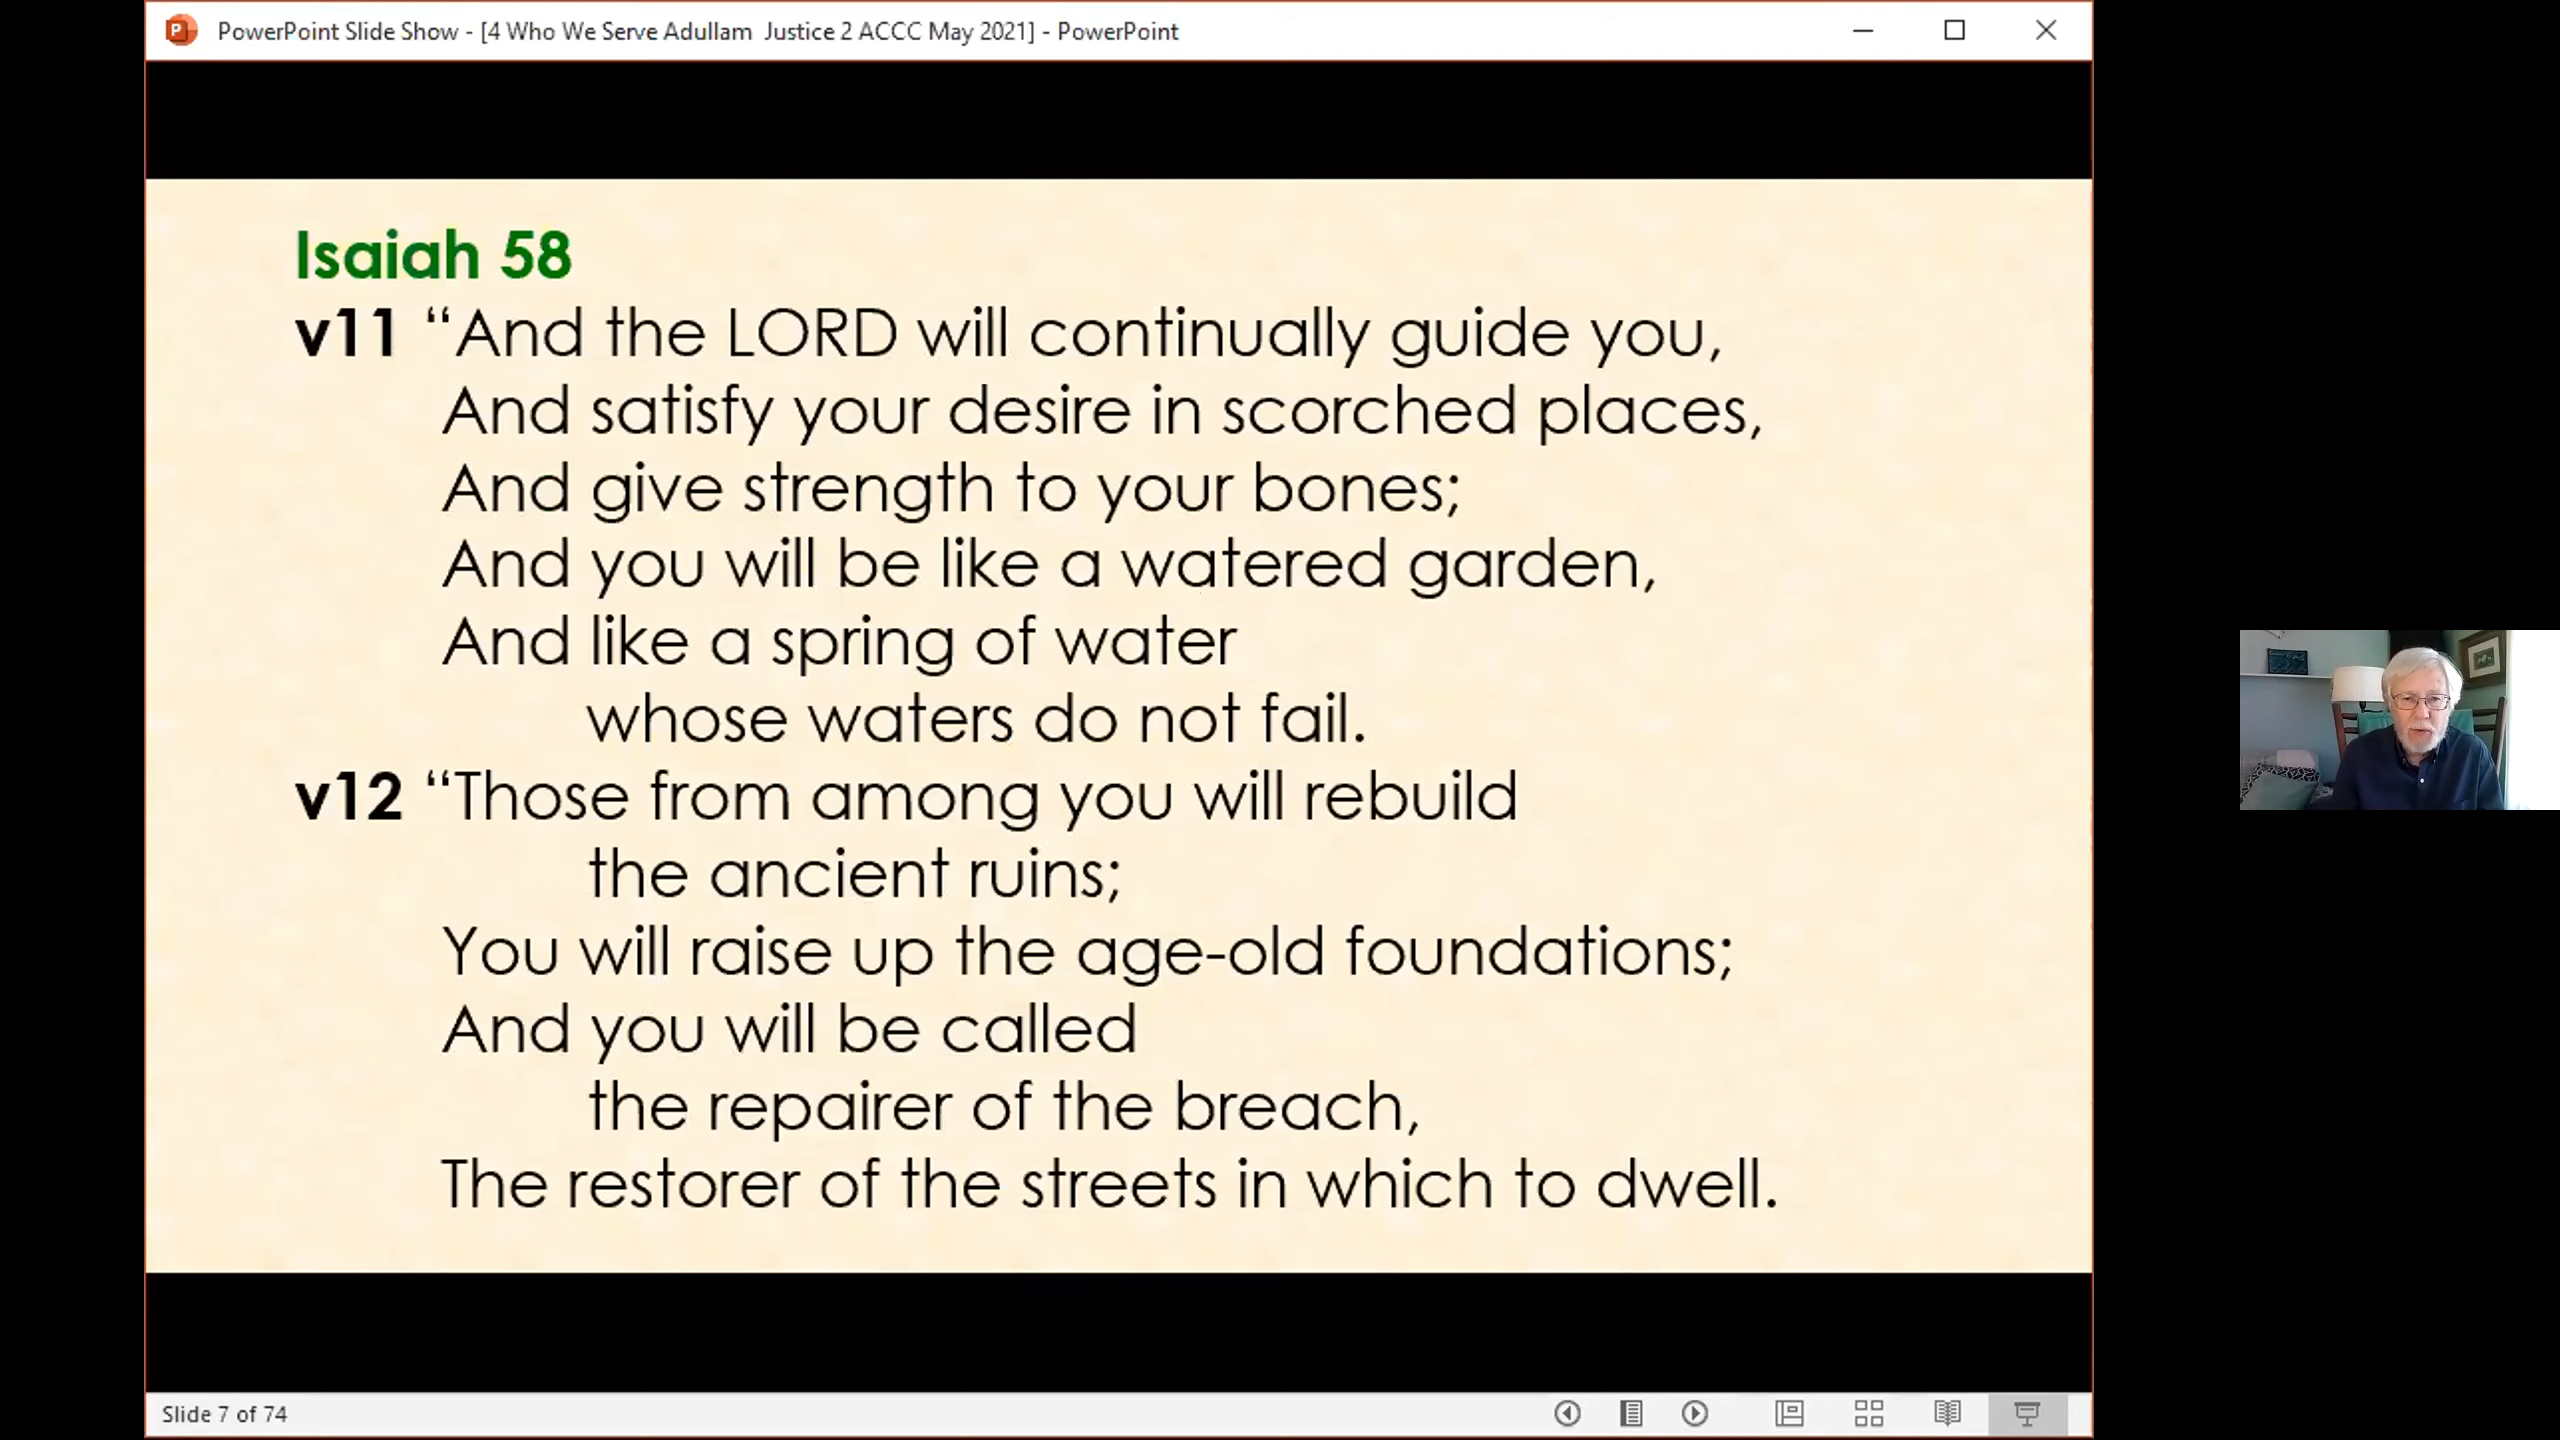 PowerPoint Slide Show - [4 Who We Serve Adullam  Justice 2 ACCC May 2021] - PowerPoint
Isaiah 58
v11 “And the LORD will continually guide you,
And satisfy your desire in scorched places,
And give strength to your bones;
And you will be like a watered garden,
And like a spring of water
whose waters do not fail.
v12 “Those from among you will rebuild
the ancient ruins;
You will raise up the age-old foundations;
And you will be called
the repairer of the breach,
The restorer of the streets in which to dwell.
Slide 7 of 74